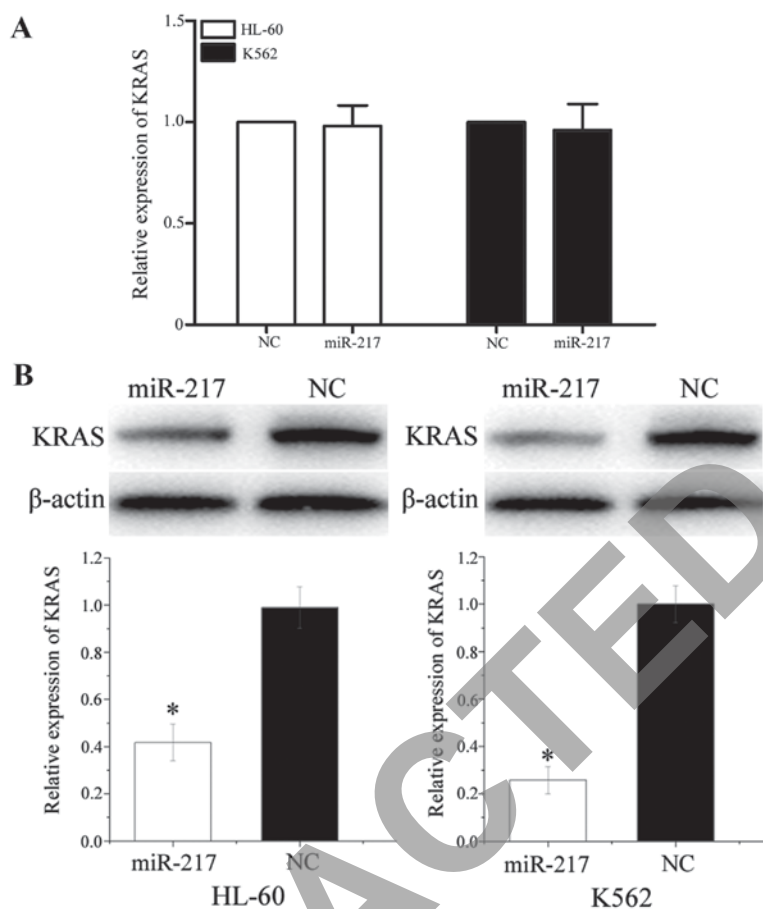 A
HL-60
K562
Relative expression of KRAS
1.5
1.0
0.5
0
NC
miR-217
NC
miR-217
B
miR-217 NC
KRAS
β-actin
Relative expression of KRAS
1.2
1.0
0.8
0.6
0.4
0.2
0.0
*
miR-217 NC
HL-60
miR-217 NC
KRAS
β-actin
Relative expression of KRAS
1.2
1.0
0.8
0.6
0.4
0.2
0.0
*
miR-217 NC
K562
ACTED